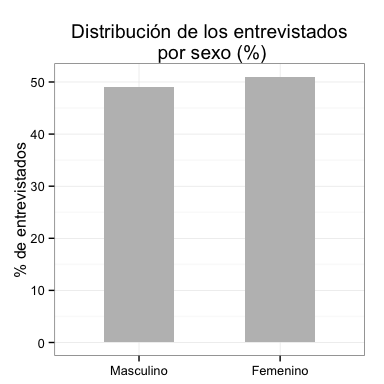 Distribución de los entrevistados
por sexo (%)
% de entrevistados
50
40
30
20
10
0
Masculino Femenino